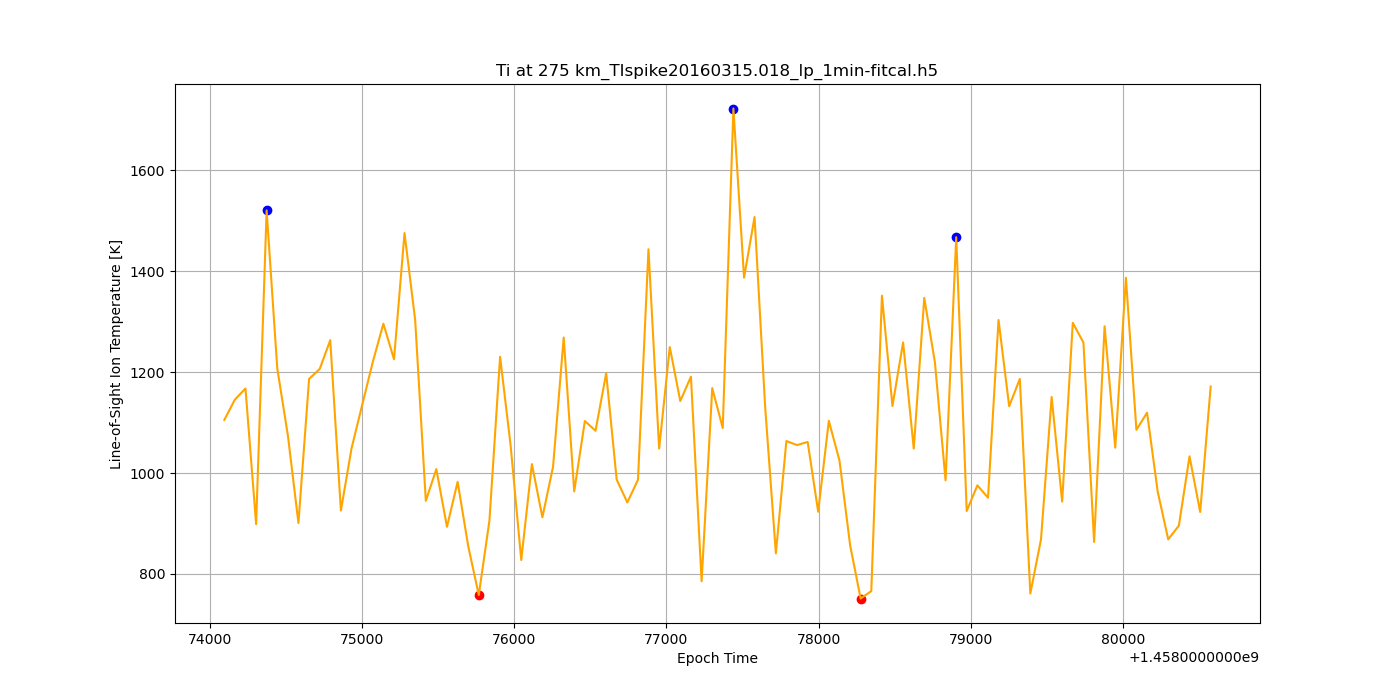 Ti at 275 km_TIspike20160315.018_lp_1min-fitcal.h5
Line-of-Sight Ion Temperature [K]
1600
1400
1200
1000
800
74000 75000 76000 77000 78000 79000 80000
Epoch Time
+1.4580000000e9